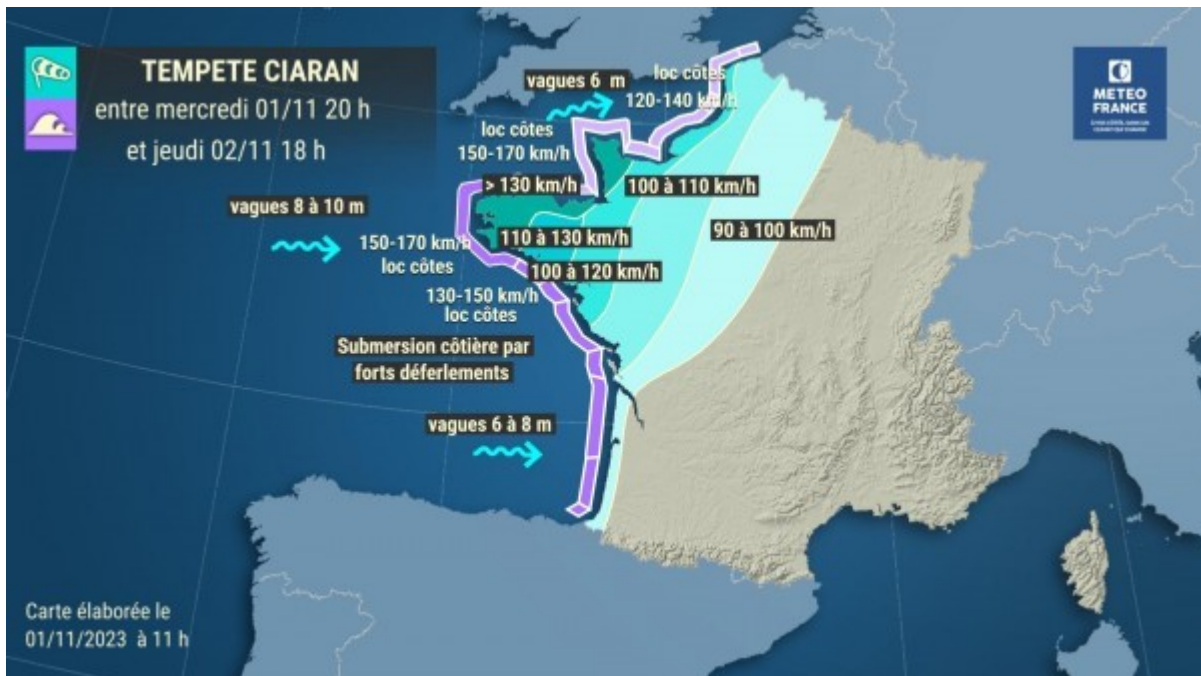 TEMPETE CIARAN
entre mercredi 01/11 20 h
et jeudi 02/11 18 h
METEO
FRANCE
vagues 6 m
loc côtes
120-140 km/h
loc côtes
150-170 km/h
> 130 km/h
100 à 110 km/h
vagues 8 à 10 m
90 à 100 km/h
150-170 km/h
loc côtes
110 à 130 km/h
100 à 120 km/h
130-150 km/h
loc côtes
Submersion côtière par
forts déferlements
vagues 6 à 8 m
Carte élaborée le
01/11/2023 à 11 h